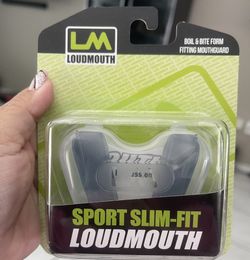 LM
LOUDMOUTH
BOIL & BITE FORM
FITTING MOUTHGUARD
SPORT SLIM-FIT
LOUDMOUTH